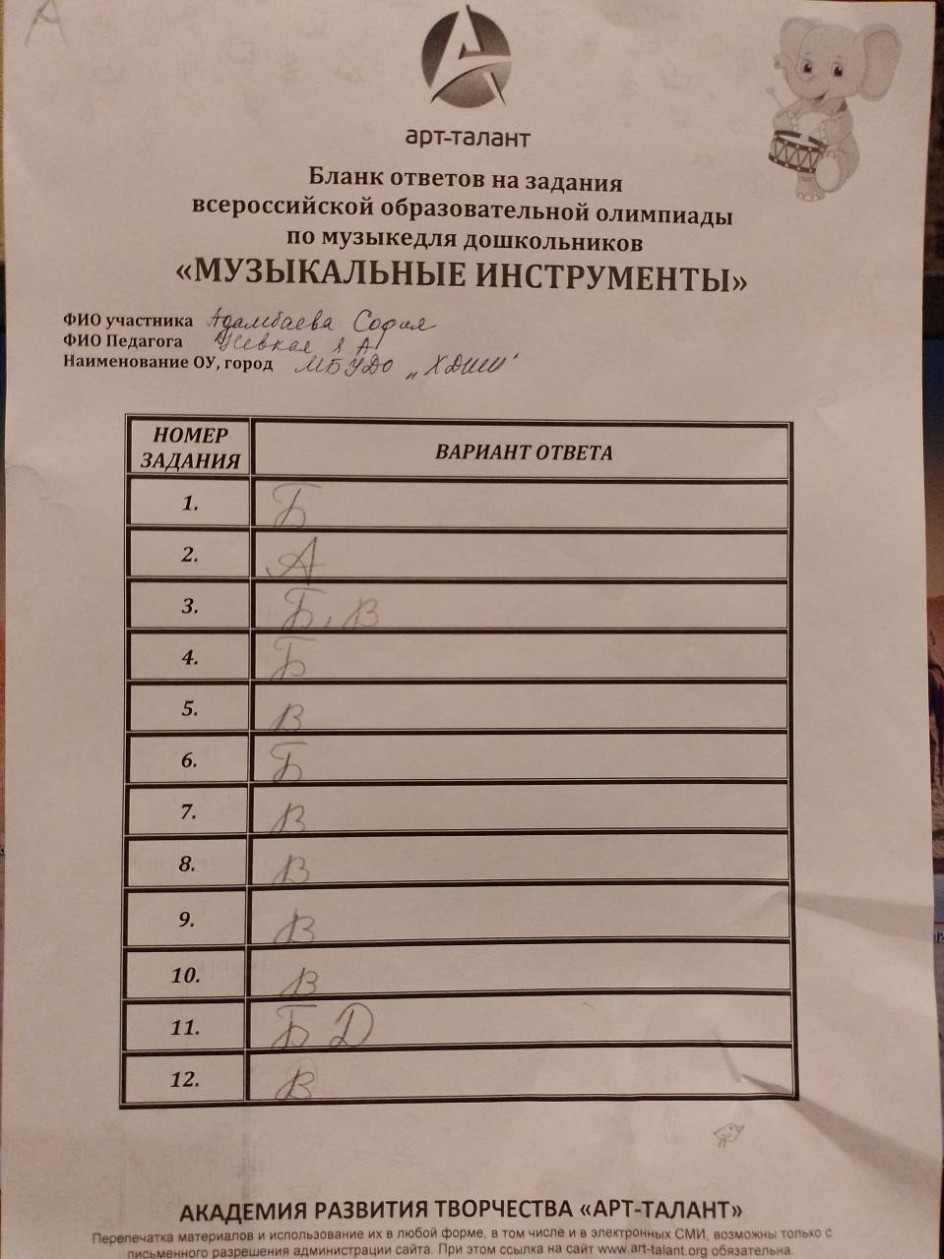 А
арт-талант
Бланк ответов на задания
всероссийской образовательной олимпиады
по музыкедля дошкольников
«МУЗЫКАЛЬНЫЕ ИНСТРУМЕНТЫ»
ФИО участника Адамбаева София
ФИО Педагога
Наименование ОУ, город МБУДО „ХДШИ"
НОМЕР ЗАДАНИЯ ВАРИАНТ ОТВЕТА
1. Б
2. А
3. Б, В
4. Б
5. В
6. Б
7. В
8. В
9. В
10. В
11. Б Д
12. В
АКАДЕМИЯ РАЗВИТИЯ ТВОРЧЕСТВА «АРТ-ТАЛАНТ»
Перепечатка материалов и использование их в любой форме, в том числе и в электронных СМИ, возможны только с
письменного разрешения администрации сайта. При этом ссылка на сайт www.art-talant.org обязательна.